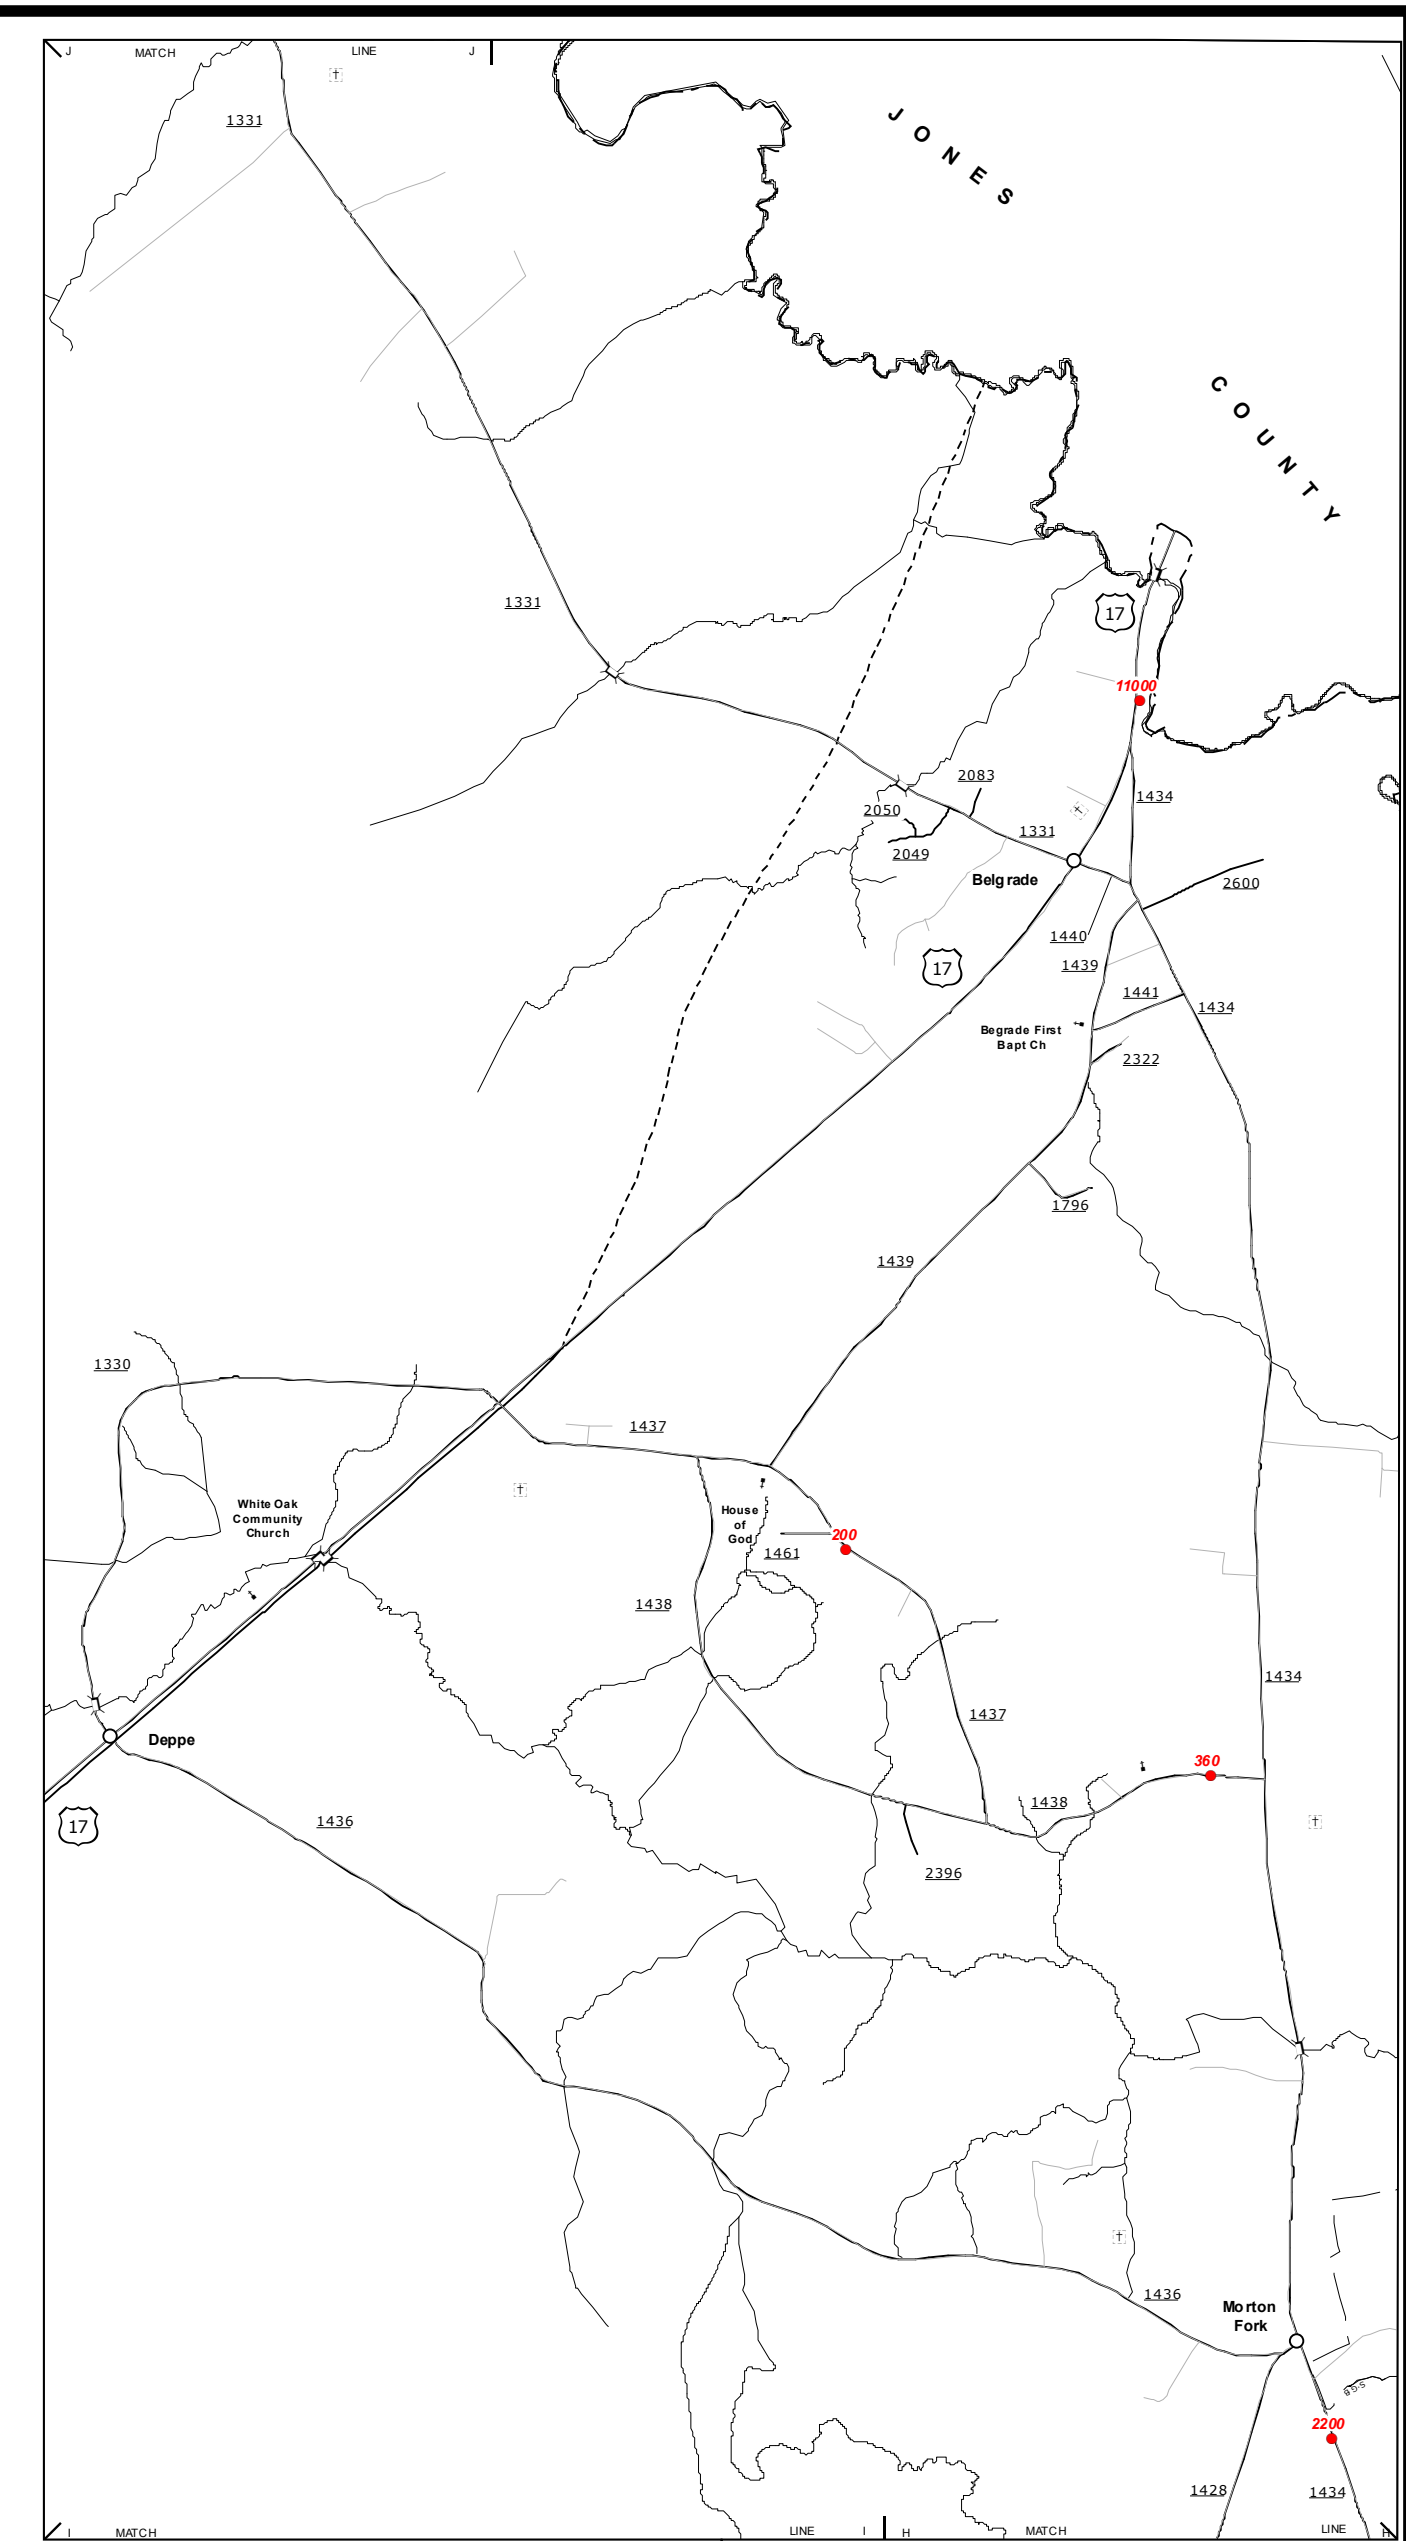 J MATCH LINE J
1331
JONES
COUNTY
1331
17
11000
2083
1434
2050
1331
2049
Belgrade
2600
1440
17
1439
1441
1434
Begrade First
Bapt Ch
2322
1796
1439
1330
1437
White Oak
Community
Church
House
of
God
200
1461
1438
1434
1437
Deppe
360
1438
17
1436
2396
1436
Morton
Fork
S-G-B
2200
1428
1434
I MATCH LINE I H MATCH LINE H